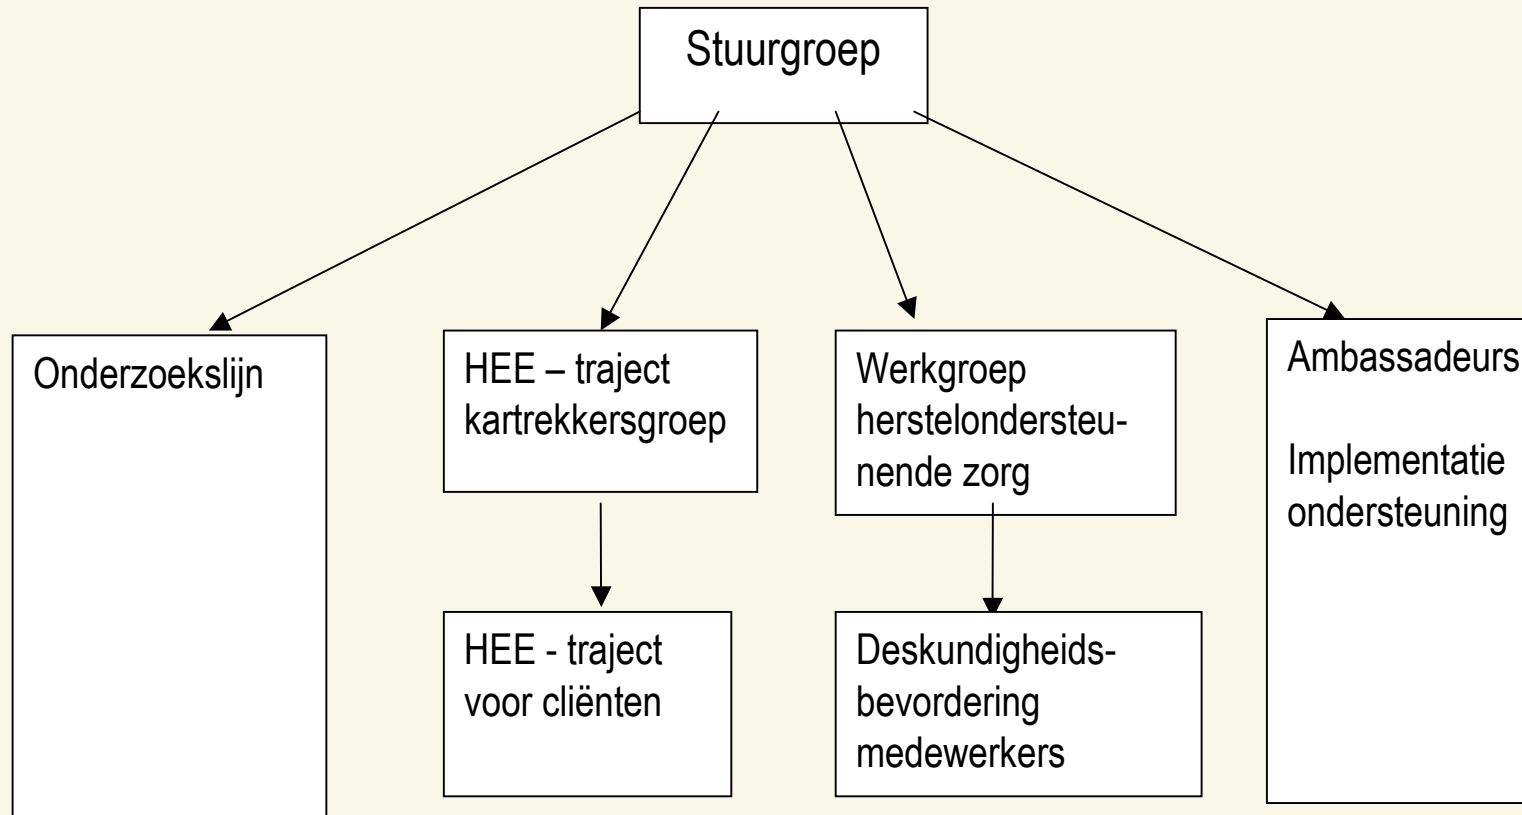 Stuurgroep
Onderzoekslijn
HEE – traject
kartrekkersgroep
Werkgroep
herstelondersteu-
nende zorg
Ambassadeurs
Implementatie
ondersteuning
HEE - traject
voor cliënten
Deskundigheids-
bevordering
medewerkers